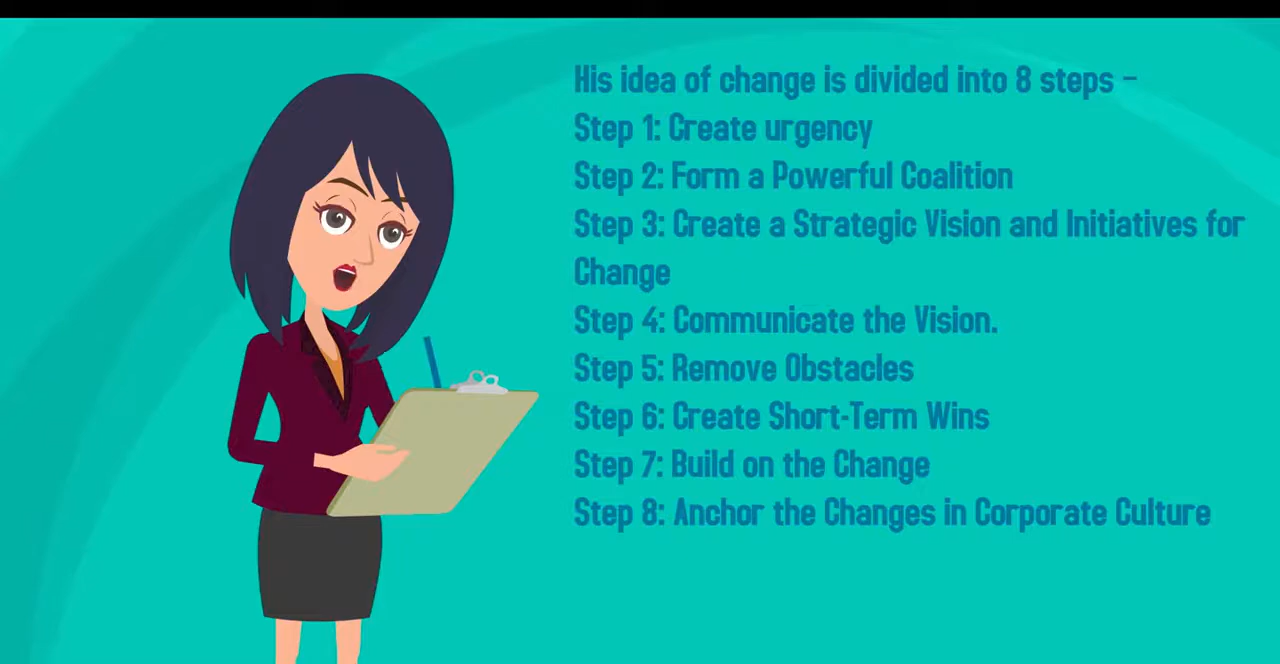 His idea of change is divided into 8 steps –
Step 1: Create urgency
Step 2: Form a Powerful Coalition
Step 3: Create a Strategic Vision and Initiatives for
Change
Step 4: Communicate the Vision.
Step 5: Remove Obstacles
Step 6: Create Short-Term Wins
Step 7: Build on the Change
Step 8: Anchor the Changes in Corporate Culture